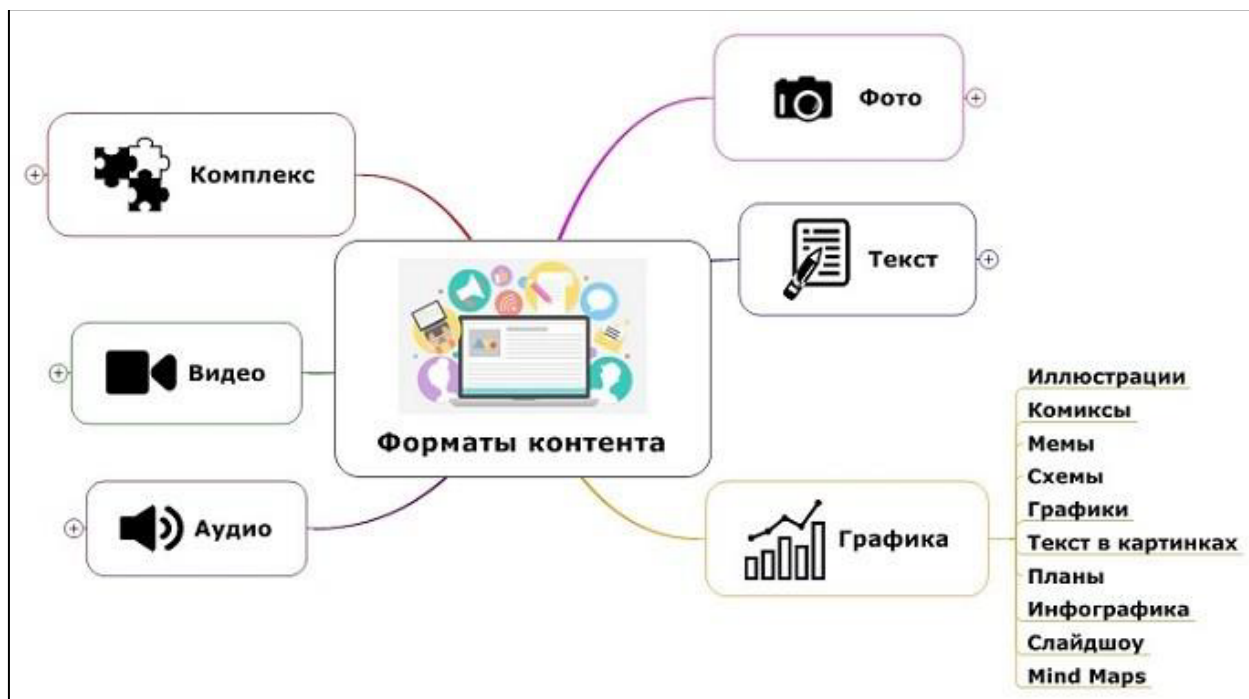 Фото
Комплекс
Текст
Видео
Форматы контента
Аудио
Графика
Иллюстрации
Комиксы
Мемы
Схемы
Графики
Текст в картинках
Планы
Инфографика
Слайдшоу
Mind Maps